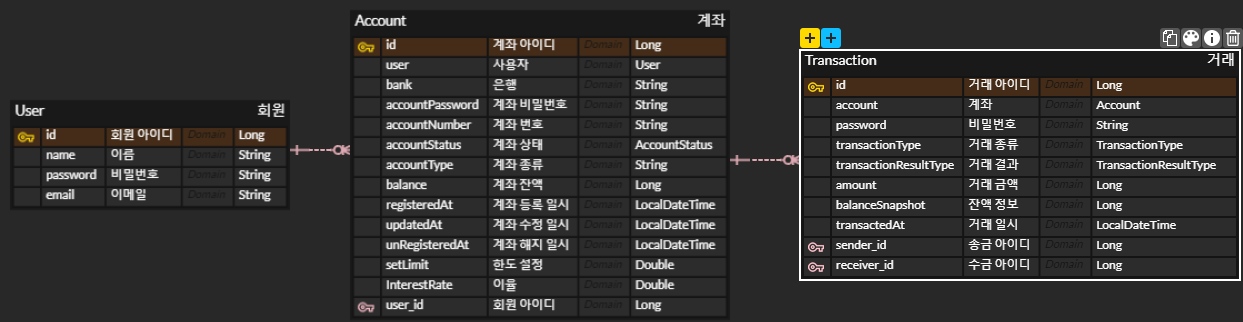 User 회원
id 회원 아이디 Domain Long
name 이름 Domain String
password 비밀번호 Domain String
email 이메일 Domain String
Account 계좌
id 계좌 아이디 Domain Long
user 사용자 Domain User
bank 은행 Domain String
accountPassword 계좌 비밀번호 Domain String
accountNumber 계좌 번호 Domain String
accountStatus 계좌 상태 Domain AccountStatus
accountType 계좌 종류 Domain String
balance 계좌 잔액 Domain Long
registeredAt 계좌 등록 일시 Domain LocalDateTime
updatedAt 계좌 수정 일시 Domain LocalDateTime
unRegisteredAt 계좌 해지 일시 Domain LocalDateTime
setLimit 한도 설정 Domain Double
InterestRate 이율 Domain Double
user_id 회원 아이디 Domain Long
Transaction 거래
id 거래 아이디 Domain Long
account 계좌 Domain Account
password 비밀번호 Domain String
transactionType 거래 종류 Domain TransactionType
transactionResultType 거래 결과 Domain TransactionResultType
amount 거래 금액 Domain Long
balanceSnapshot 잔액 정보 Domain Long
transactedAt 거래 일시 Domain LocalDateTime
sender_id 송금 아이디 Domain Long
receiver_id 수금 아이디 Domain Long